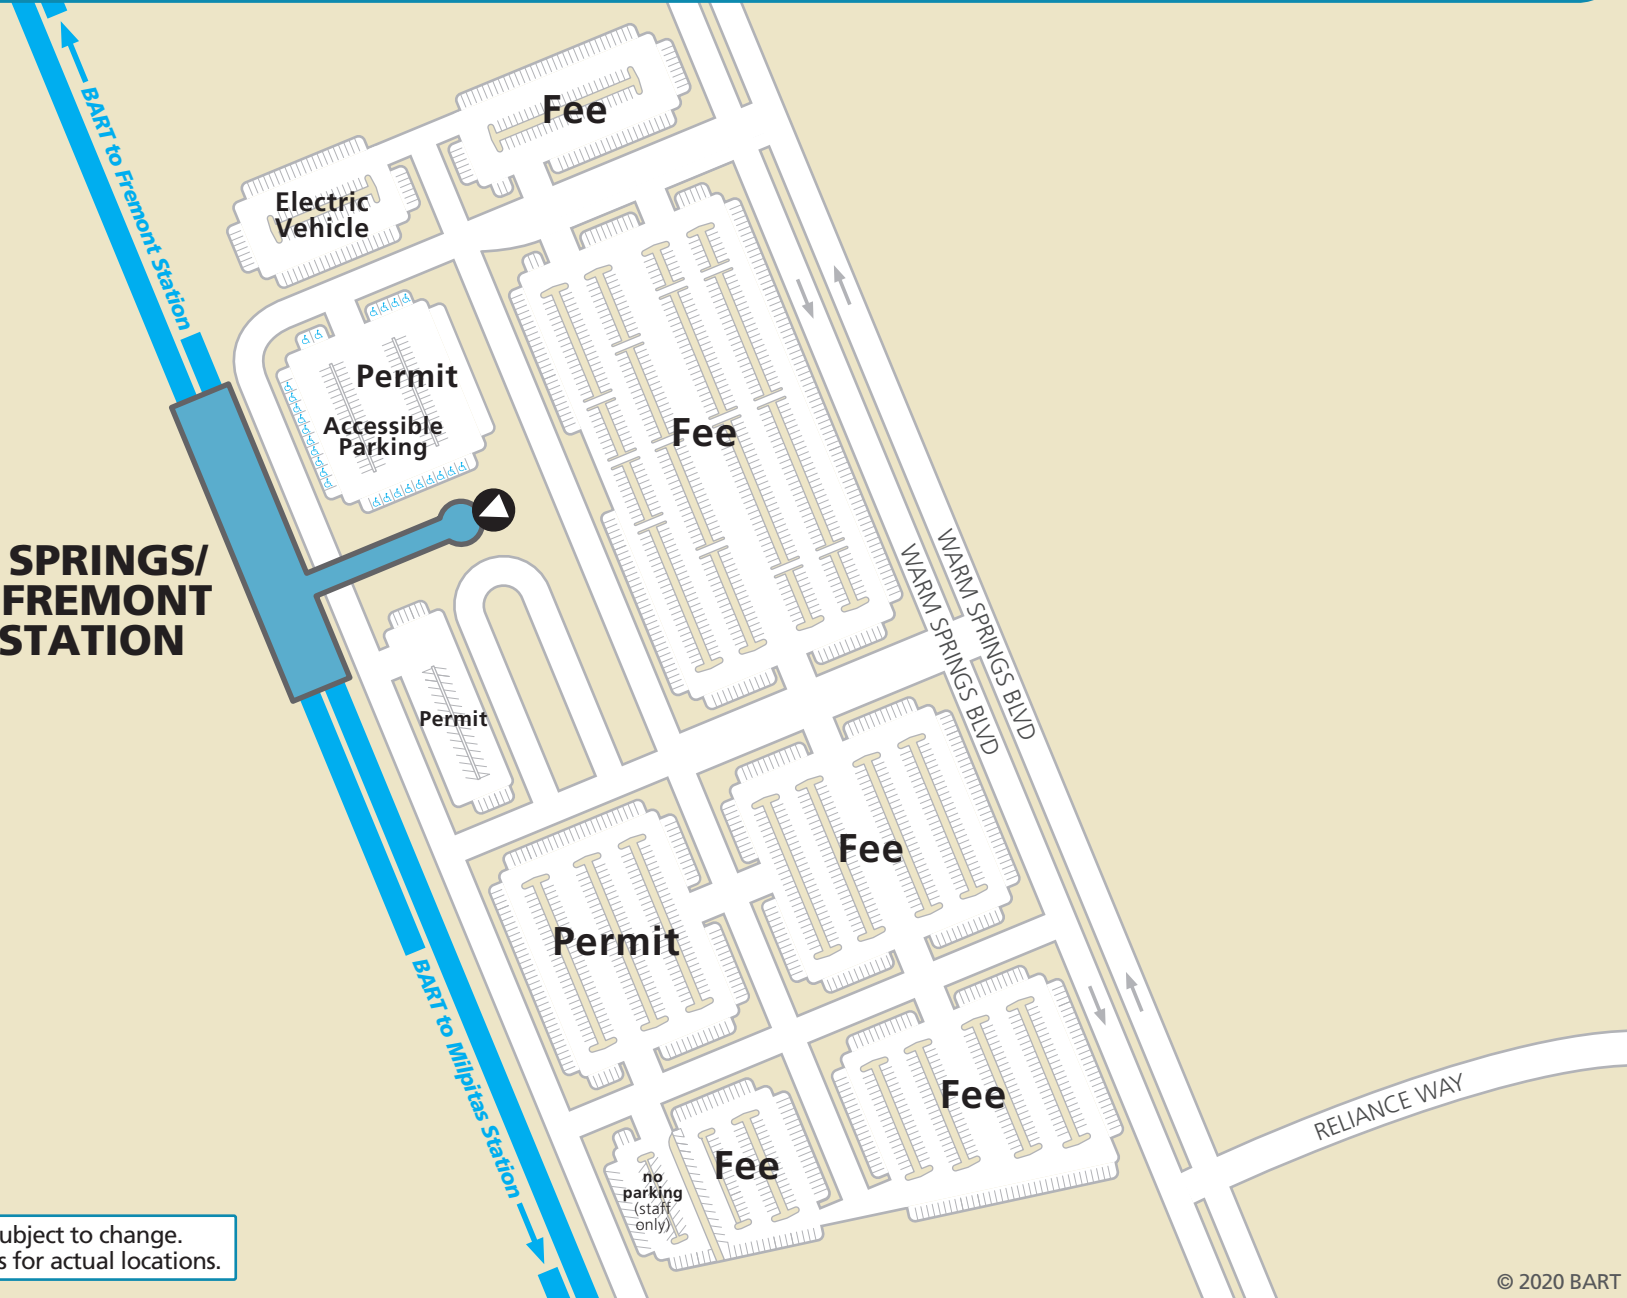 BART to Fremont Station
Fee
Electric
Vehicle
Permit
Accessible
Parking
Fee
SPRINGS/
FREMONT
STATION
WARM SPRINGS BLVD
WARM SPRINGS BLVD
Permit
Fee
Permit
BART to Milpitas Station
Fee
Fee
no
parking
(staff
only)
RELIANCE WAY
ubject to change.
s for actual locations.
© 2020 BART